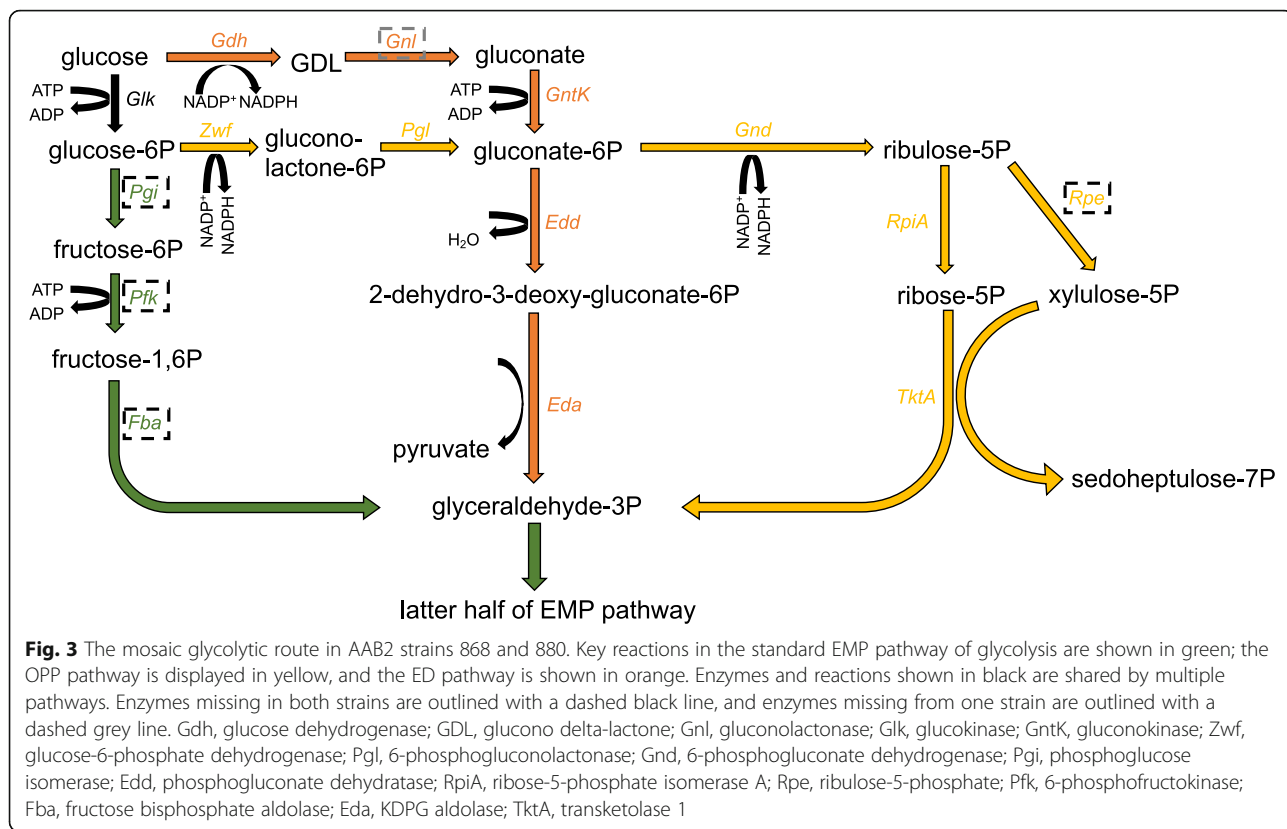 glucose
Gdh
GDL
Gnl
gluconate
ATP
ADP
Glk
NADP+ NADPH
ATP
ADP
GntK
glucose-6P
Zwf
glucono-
lactone-6P
Pgl
gluconate-6P
Gnd
ribulose-5P
Pgi
NADP+
NADPH
H2O
Edd
NADP+
NADPH
RpiA
Rpe
fructose-6P
ATP
ADP
Pfk
2-dehydro-3-deoxy-gluconate-6P
ribose-5P
xylulose-5P
fructose-1,6P
Fba
Eda
TktA
pyruvate
sedoheptulose-7P
glyceraldehyde-3P
latter half of EMP pathway
Fig. 3 The mosaic glycolytic route in AAB2 strains 868 and 880. Key reactions in the standard EMP pathway of glycolysis are shown in green; the
OPP pathway is displayed in yellow, and the ED pathway is shown in orange. Enzymes and reactions shown in black are shared by multiple
pathways. Enzymes missing in both strains are outlined with a dashed black line, and enzymes missing from one strain are outlined with a
dashed grey line. Gdh, glucose dehydrogenase; GDL, glucono delta-lactone; Gnl, gluconolactonase; Glk, glucokinase; GntK, gluconokinase; Zwf,
glucose-6-phosphate dehydrogenase; Pgl, 6-phosphogluconolactonase; Gnd, 6-phosphogluconate dehydrogenase; Pgi, phosphoglucose
isomerase; Edd, phosphogluconate dehydratase; RpiA, ribose-5-phosphate isomerase A; Rpe, ribulose-5-phosphate; Pfk, 6-phosphofructokinase;
Fba, fructose bisphosphate aldolase; Eda, KDPG aldolase; TktA, transketolase 1